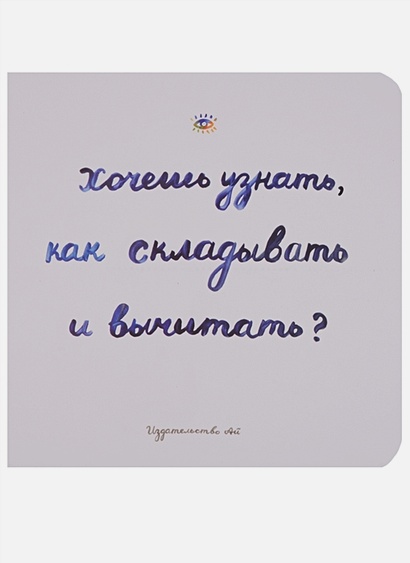 Хочешь узнать,
как складывать
и вычитать?
Издательство Ай